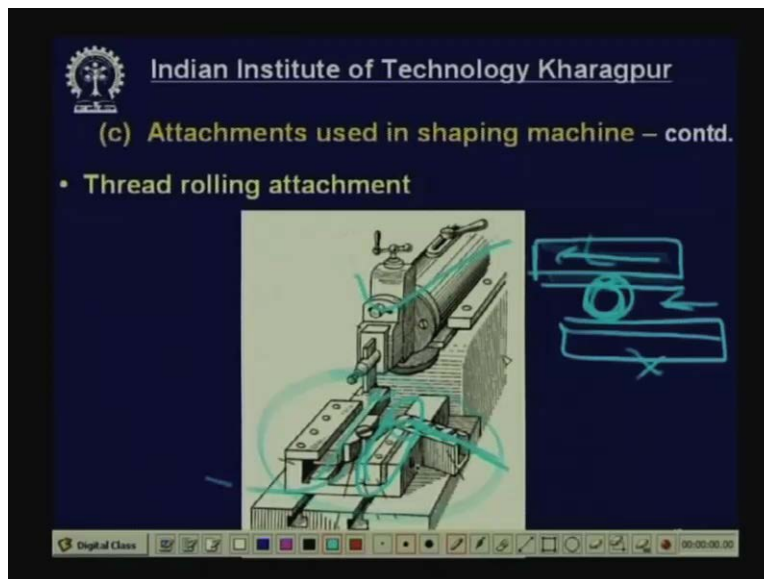 Indian Institute of Technology Kharagpur
(c) Attachments used in shaping machine – contd.
• Thread rolling attachment
Digital Class
00:00:00.00